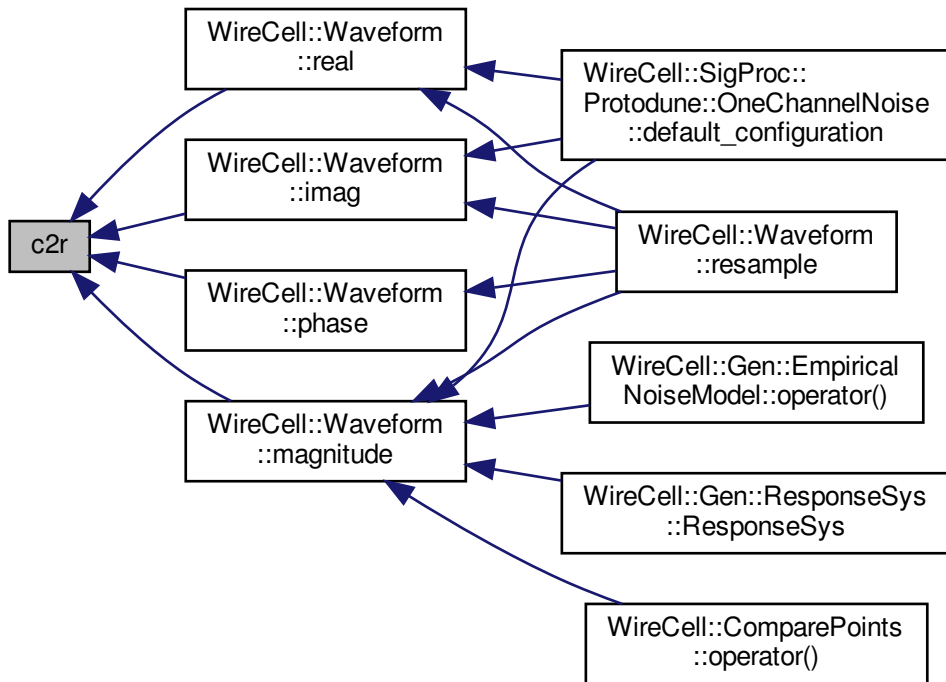 WireCell::Waveform
::real
WireCell::SigProc::
Protodune::OneChannelNoise
::default_configuration
WireCell::Waveform
::imag
c2r
WireCell::Waveform
::resample
WireCell::Waveform
::phase
WireCell::Gen::Empirical
NoiseModel::operator()
WireCell::Waveform
::magnitude
WireCell::Gen::ResponseSys
::ResponseSys
WireCell::ComparePoints
::operator()